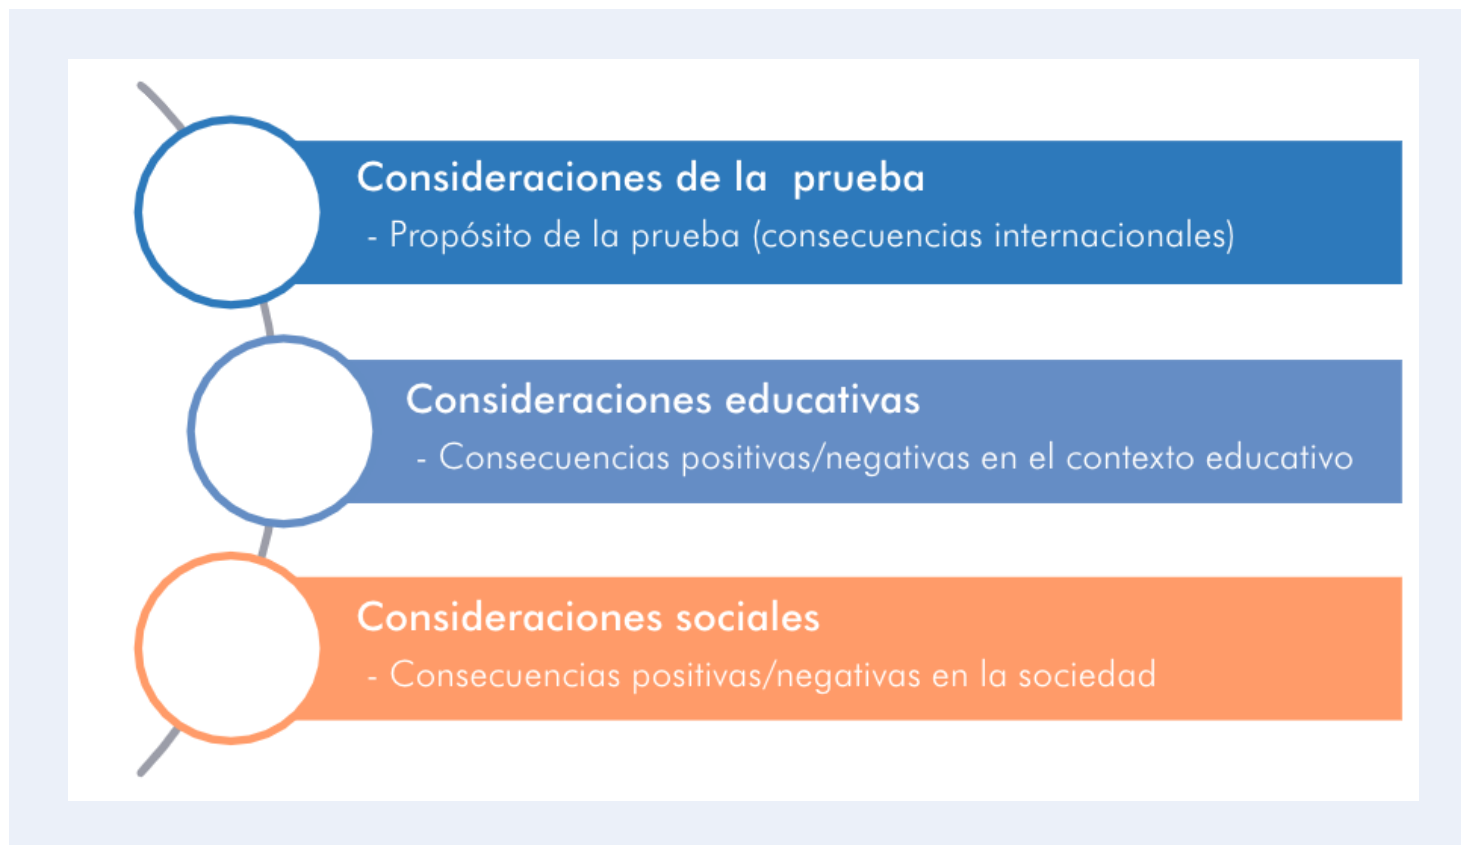 Consideraciones de la prueba
- Propósito de la prueba (consecuencias internacionales)
Consideraciones educativas
- Consecuencias positivas/negativas en el contexto educativo
Consideraciones sociales
- Consecuencias positivas/negativas en la sociedad